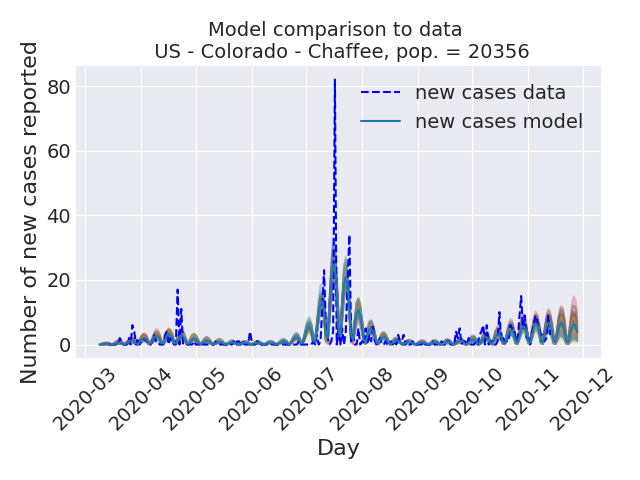 Model comparison to data
US - Colorado - Chaffee, pop. = 20356
Number of new cases reported
80
60
40
20
0
new cases data
new cases model
2020-03
2020-04
2020-05
2020-06
2020-07
2020-08
2020-09
2020-10
2020-11
2020-12
Day